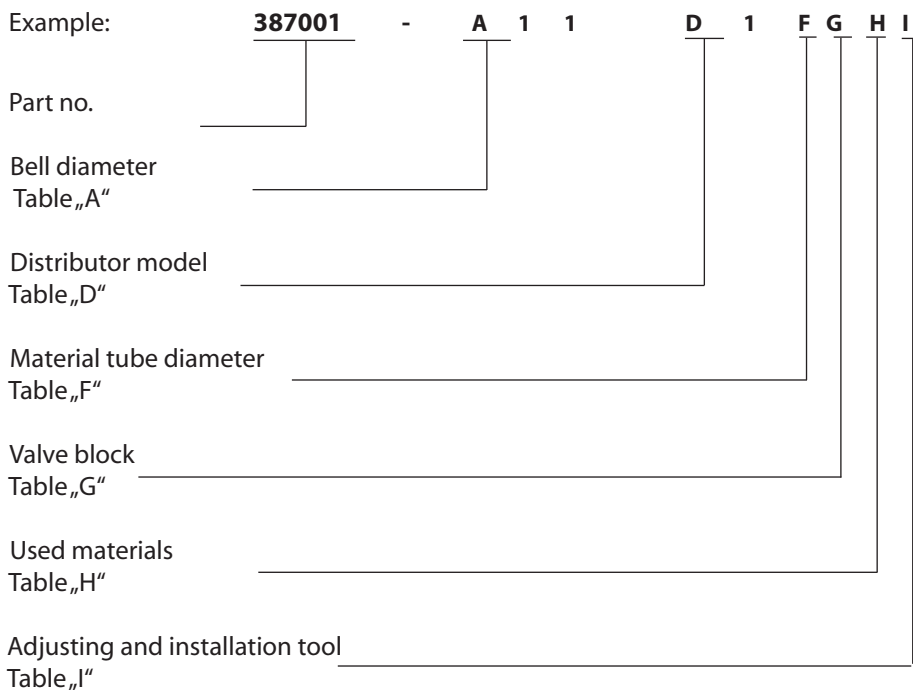 Example: 387001 - A 1 1 D 1 F G H I
Part no.
Bell diameter
Table „A“
Distributor model
Table „D“
Material tube diameter
Table „F“
Valve block
Table „G“
Used materials
Table „H“
Adjusting and installation tool
Table „I“